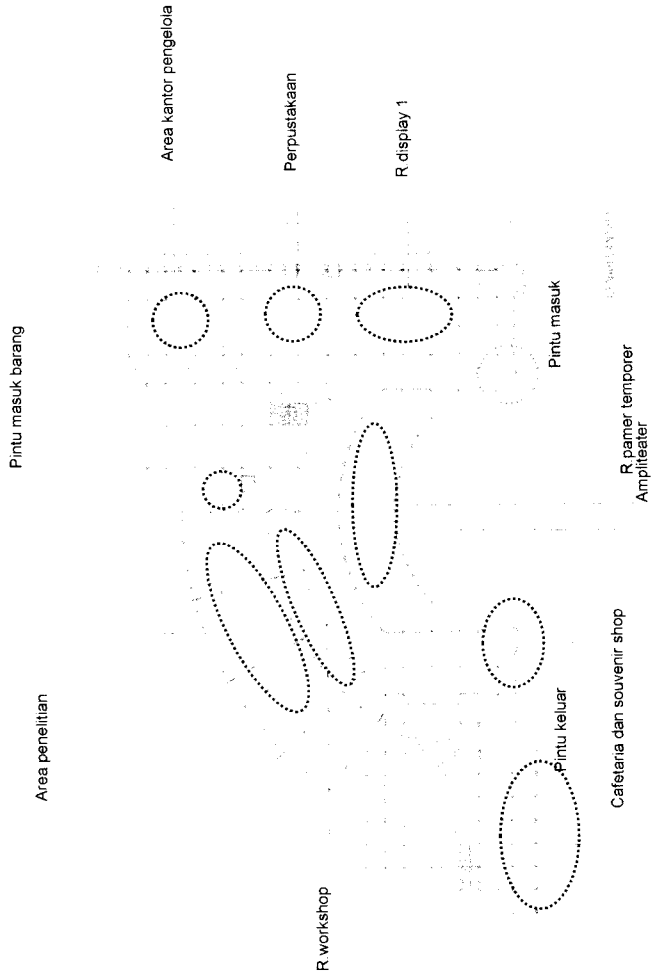 Area kantor pengelola
Perpustakaan
R.display 1
Pintu masuk barang
Pintu masuk
R.pamer temporer
Ampliteater
Area penelitian
Pintu keluar
Cafetaria dan souvenir shop
R.workshop